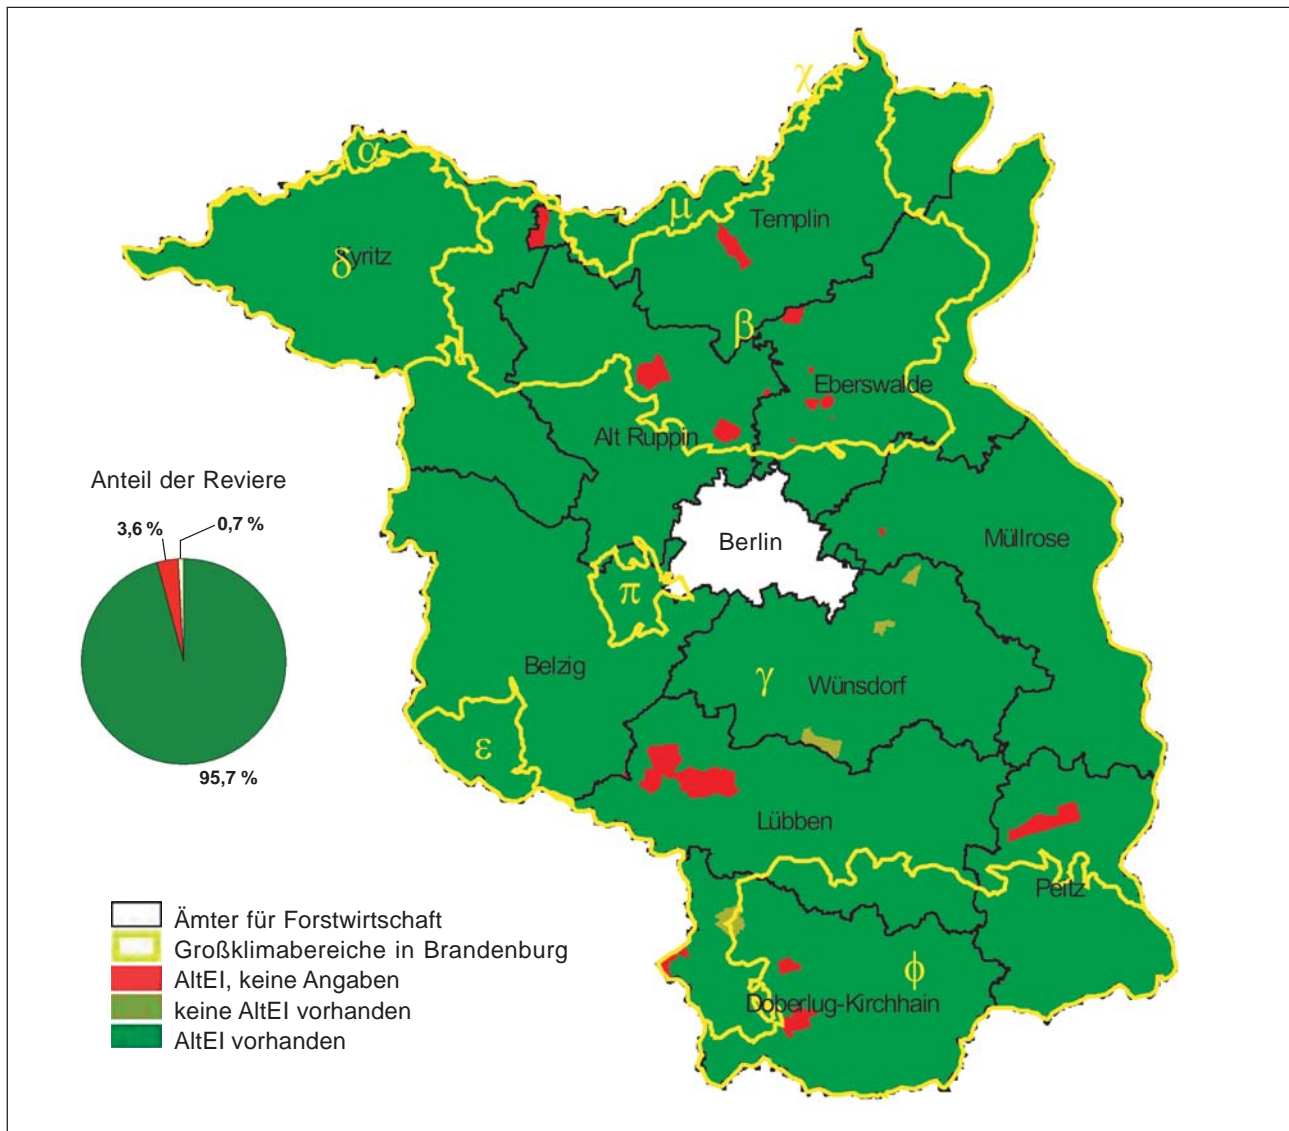 χ
α
μ
Templin
δ
Kyritz
β
Eberswalde
Alt Ruppin
Anteil der Reviere
3,6 %
0,7 %
95,7 %
Berlin
Müllrose
π
Belzig
γ
Wünsdorf
ε
Lübben
Peitz
ϕ
Doberlug-Kirchhain
Ämter für Forstwirtschaft
Großklimabereiche in Brandenburg
AltEI, keine Angaben
keine AltEI vorhanden
AltEI vorhanden